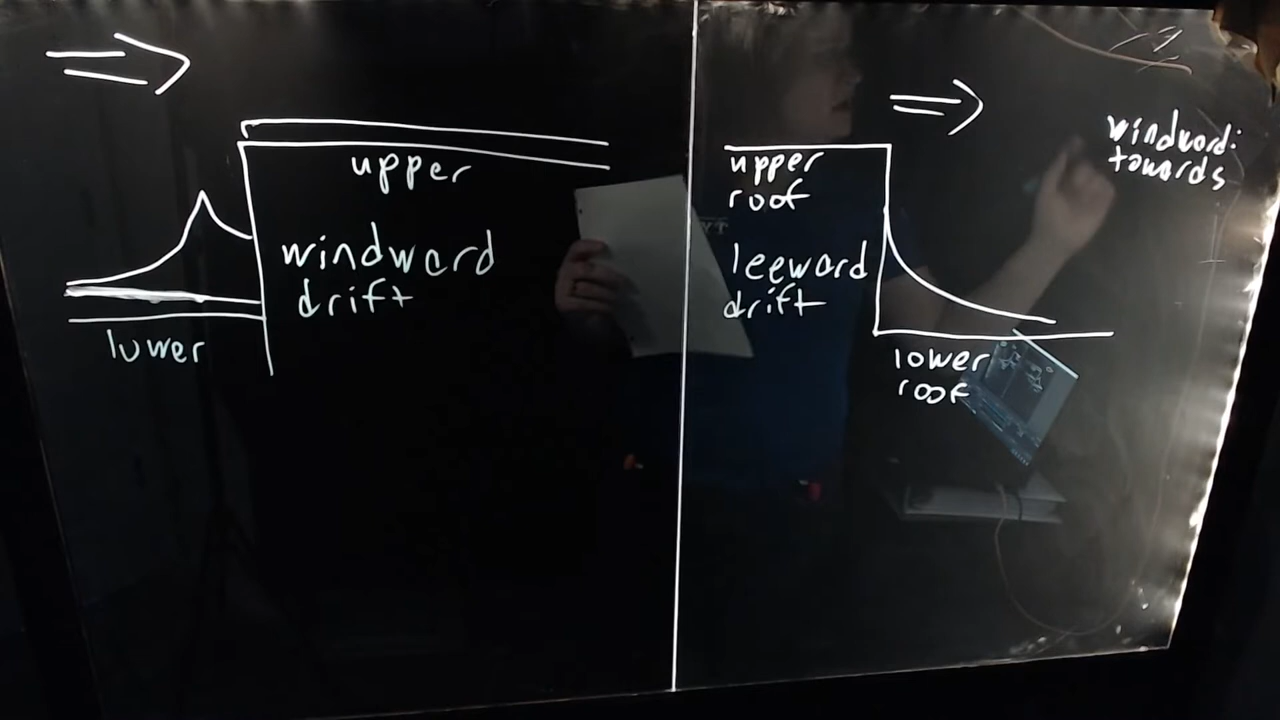 upper
windward
drift
lower
upper
roof
leeward
drift
lower
roof
windward:
towards